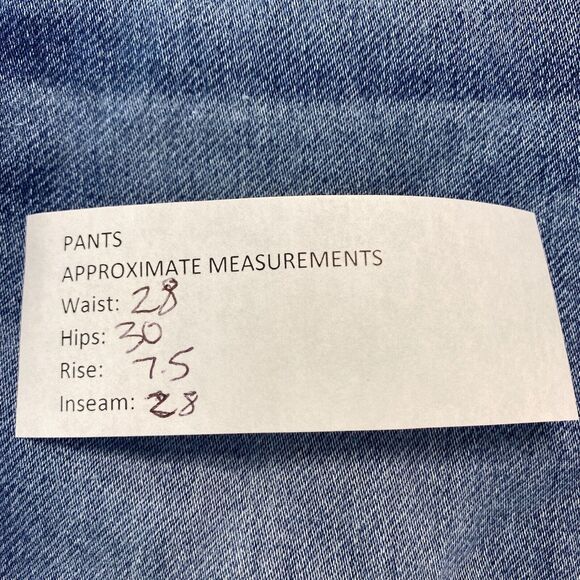 PANTS
APPROXIMATE MEASUREMENTS
Waist: 28
Hips: 30
Rise: 7.5
Inseam: 28